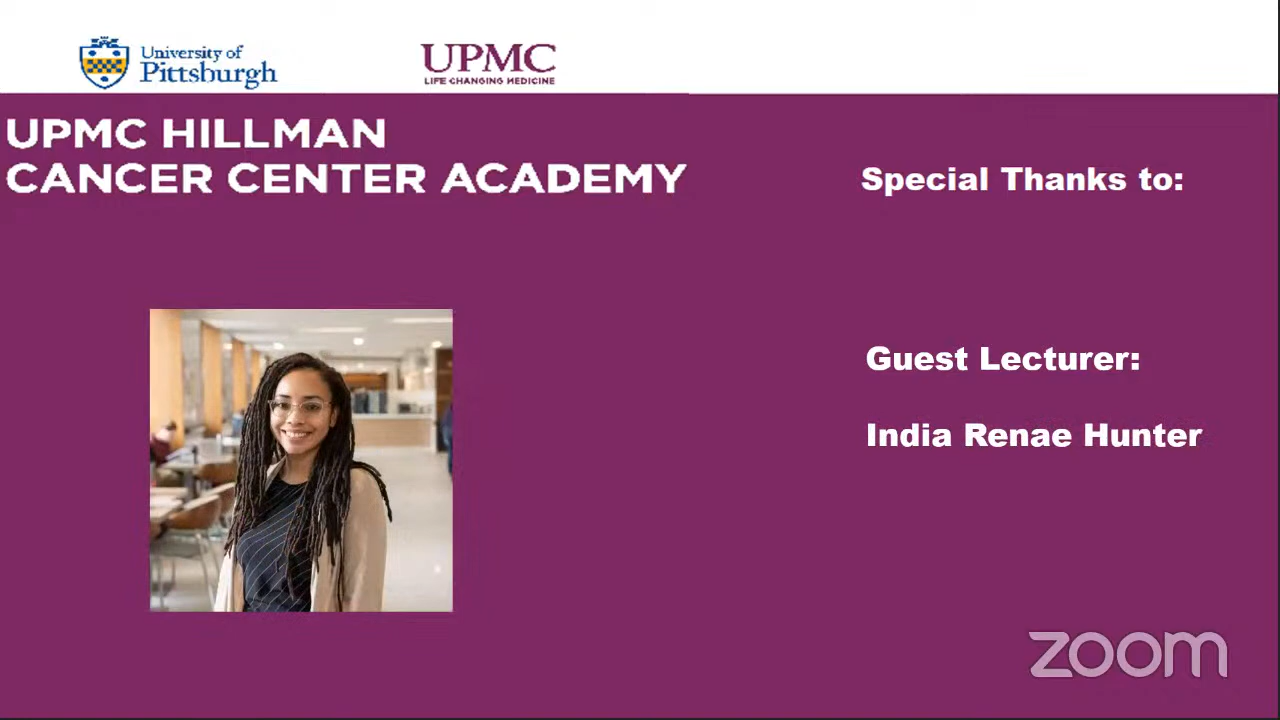 University of
Pittsburgh
UPMC
LIFE CHANGING MEDICINE
UPMC HILLMAN
CANCER CENTER ACADEMY
Special Thanks to:
Guest Lecturer:
India Renae Hunter
zoom